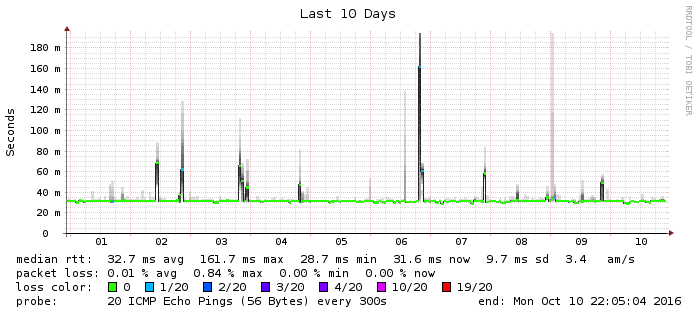 Last 10 Days
RRDTOOL / TOBI OETIKER
Seconds
180 m
160 m
140 m
120 m
100 m
80 m
60 m
40 m
20 m
0
01 02 03 04 05 06 07 08 09 10
median rtt: 32.7 ms avg 161.7 ms max 28.7 ms min 31.6 ms now 9.7 ms sd 3.4 am/s
packet loss: 0.01 % avg 0.84 % max 0.00 % min 0.00 % now
loss color: 0 1/20 2/20 3/20 4/20 10/20 19/20
probe: 20 ICMP Echo Pings (56 Bytes) every 300s end: Mon Oct 10 22:05:04 2016